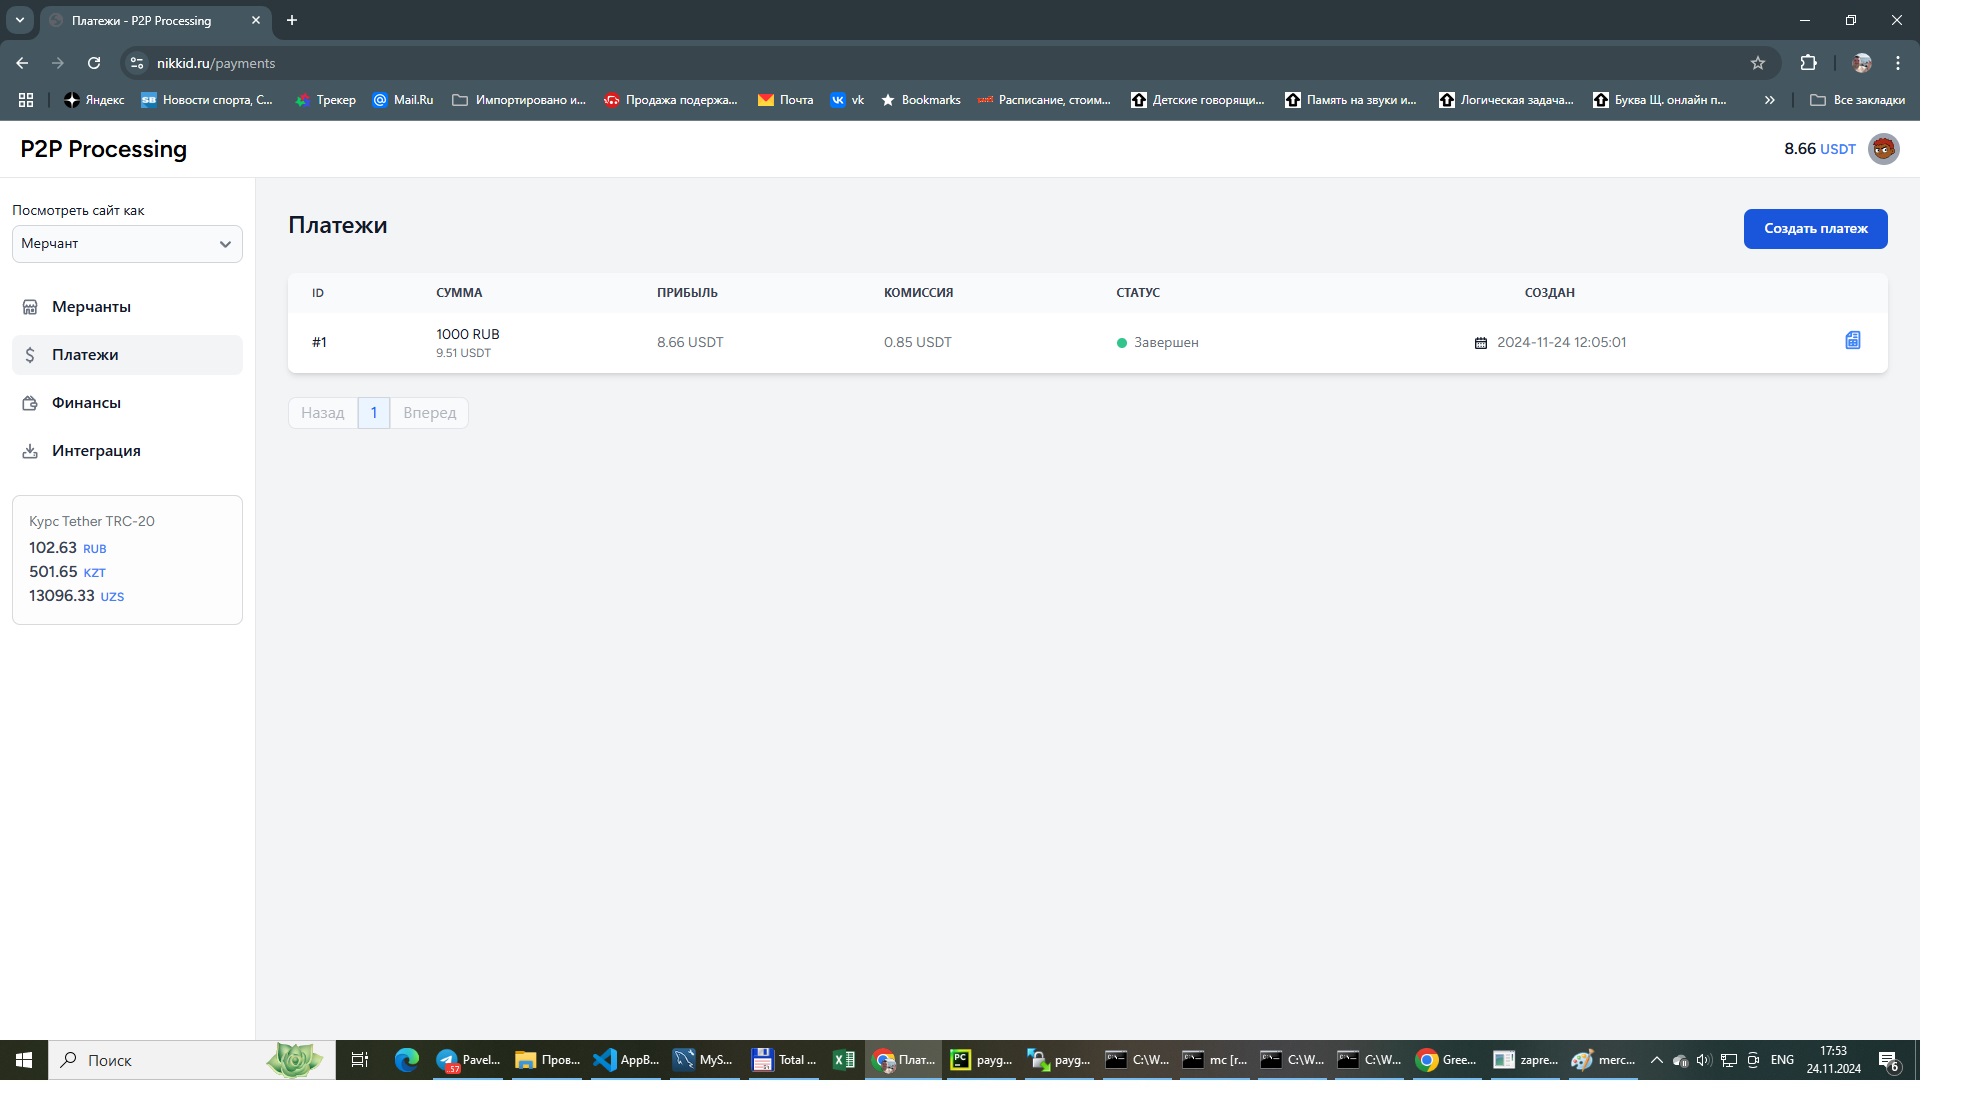 Платежи - P2P Processing
nikkid.ru/payments
Яндекс
Новости спорта, С...
Трекер
Mail.Ru
Импортировано и...
Продажа подержа...
Почта
vk
Bookmarks
Расписание, стоим...
Детские говорящи...
Память на звуки и...
Логическая задача...
Буква Щ. онлайн п...
Все закладки
P2P Processing
8.66 USDT
Посмотреть сайт как
Мерчант
Мерчанты
Платежи
Финансы
Интеграция
Курс Tether TRC-20
102.63 RUB
501.65 KZT
13096.33 UZS
Платежи
Создать платеж
ID СУММА ПРИБЫЛЬ КОМИССИЯ СТАТУС СОЗДАН
#1 1000 RUB 8.66 USDT 0.85 USDT Завершен 2024-11-24 12:05:01
9.51 USDT
Назад 1 Вперед
Поиск
Pavel...
57
Пров...
AppB...
MyS...
Total ...
Плат...
payg...
payg...
C:\W...
mc [r...
C:\W...
C:\W...
Gree...
zapre...
merc...
ENG
17:53
24.11.2024
6